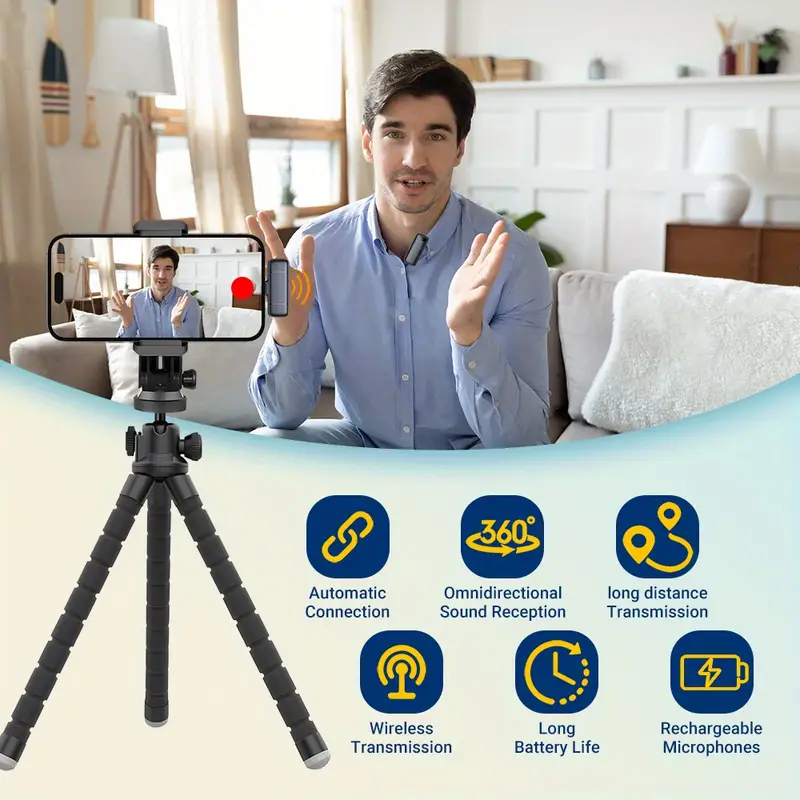 Automatic
Connection
360°
Omnidirectional
Sound Reception
long distance
Transmission
Wireless
Transmission
Long
Battery Life
Rechargeable
Microphones